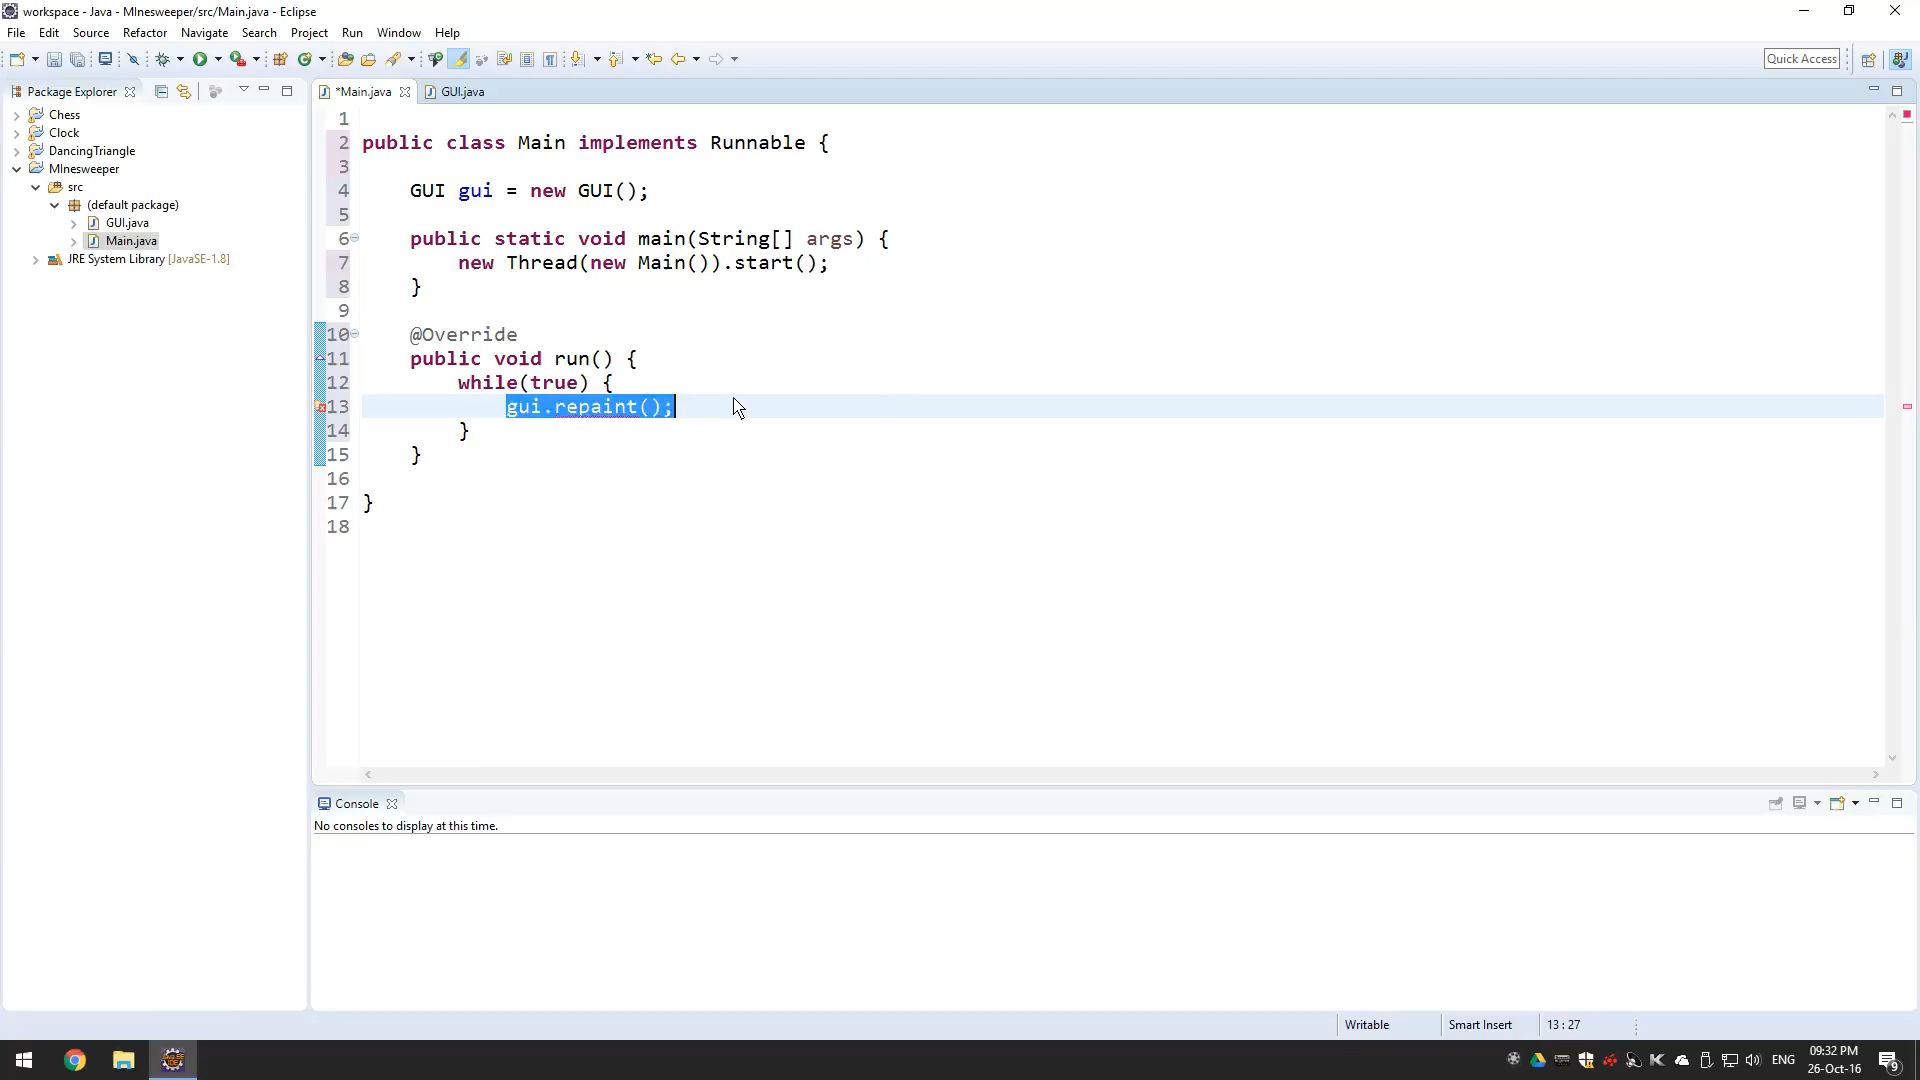 workspace - Java - MInesweeper/src/Main.java - Eclipse
File Edit Source Refactor Navigate Search Project Run Window Help
Quick Access
Package Explorer
*Main.java
GUI.java
Chess
Clock
DancingTriangle
MInesweeper
src
(default package)
GUI.java
Main.java
JRE System Library [JavaSE-1.8]
1
2 public class Main implements Runnable {
3
4 GUI gui = new GUI();
5
6 public static void main(String[] args) {
7 new Thread(new Main()).start();
8 }
9
10 @Override
11 public void run() {
12 while(true) {
13 gui.repaint();
14 }
15 }
16
17 }
18
Console
No consoles to display at this time.
Writable Smart Insert 13 : 27
ENG
09:32 PM
26-Oct-16
9